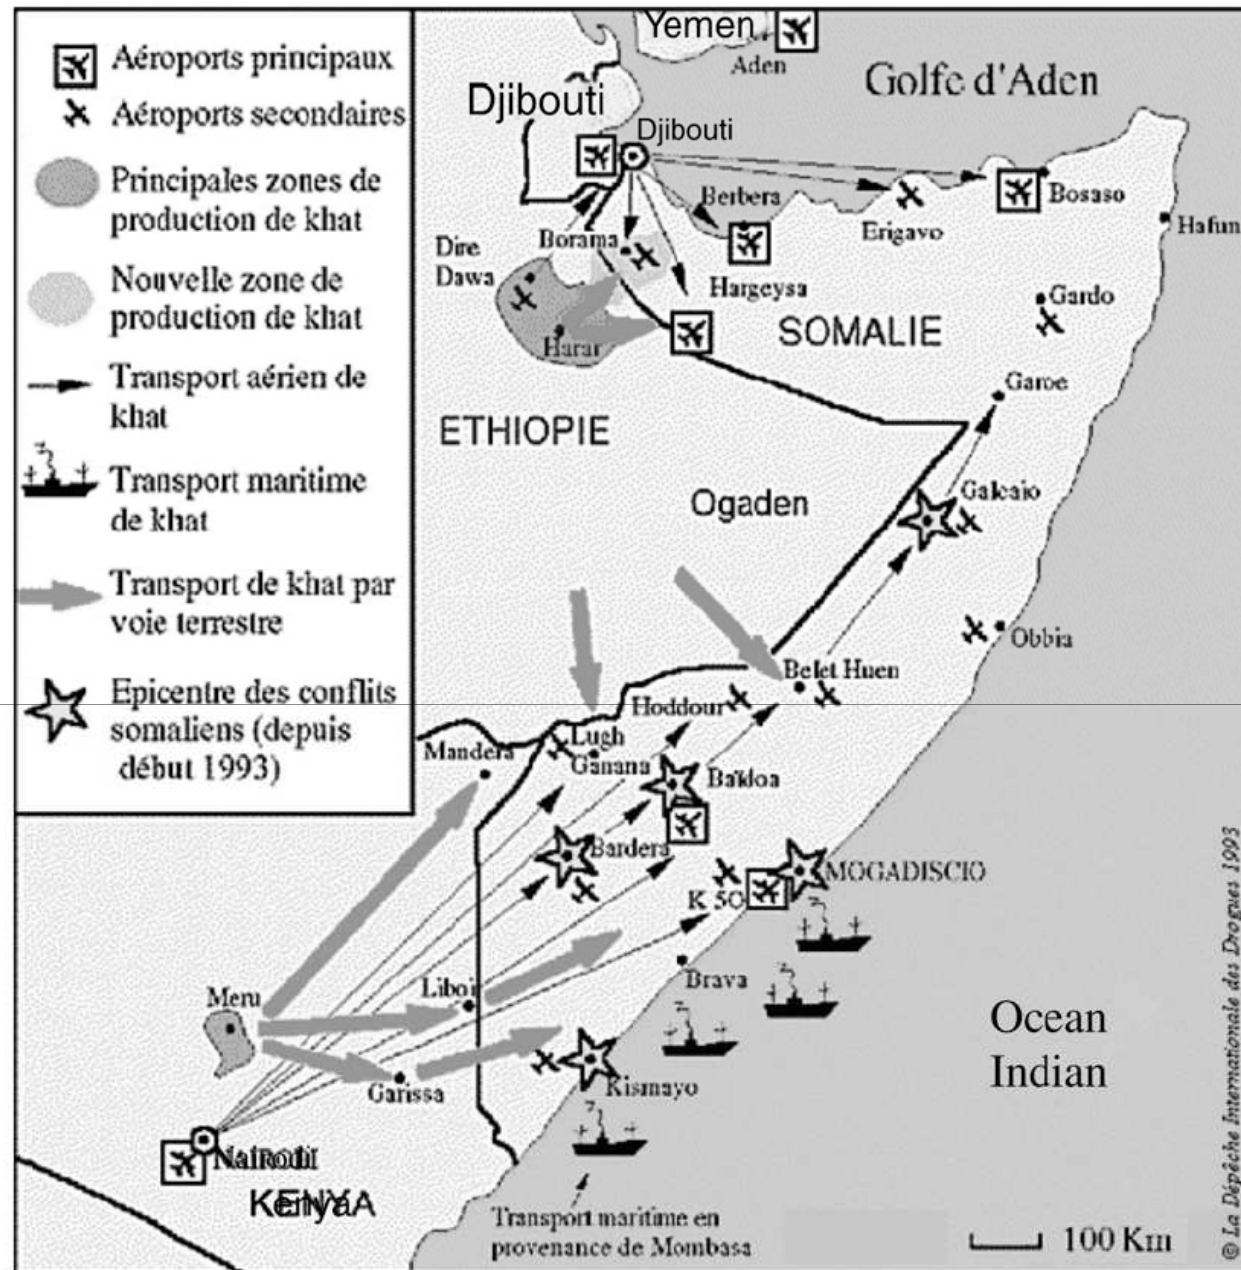 Aéroports principaux
Aéroports secondaires
Principales zones de
production de khat
Nouvelle zone de
production de khat
Transport aérien de
khat
Transport maritime
de khat
Transport de khat par
voie terrestre
Epicentre des conflits
somaliens (depuis
début 1993)
Yemen
Aden
Golfe d'Aden
Djibouti
Djibouti
Berbera
Bosaso
Hafun
Erigavo
Borama
Dire
Dawa
Hargeysa
Gardo
SOMALIE
Harar
Garoe
ETHIOPIE
Ogaden
Galcaio
Obbia
Belet Huen
Hoddour
Lugh
Ganana
Mandera
Baïdoa
Bardera
MOGADISCIO
K 50
Brava
Liboi
Meru
Ocean
Indian
Garissa
Kismayo
Nairobi
KENYA
Transport maritime en
provenance de Mombasa
100 Km
© La Dépêche Internationale des Drogues 1993